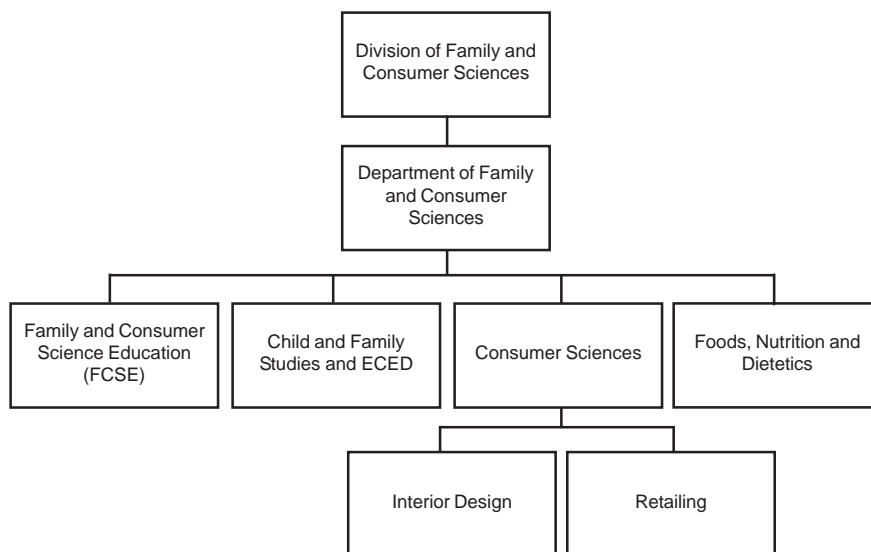 Division of Family and
Consumer Sciences
Department of Family
and Consumer
Sciences
Family and Consumer
Science Education
(FCSE)
Child and Family
Studies and ECED
Consumer Sciences
Foods, Nutrition and
Dietetics
Interior Design
Retailing